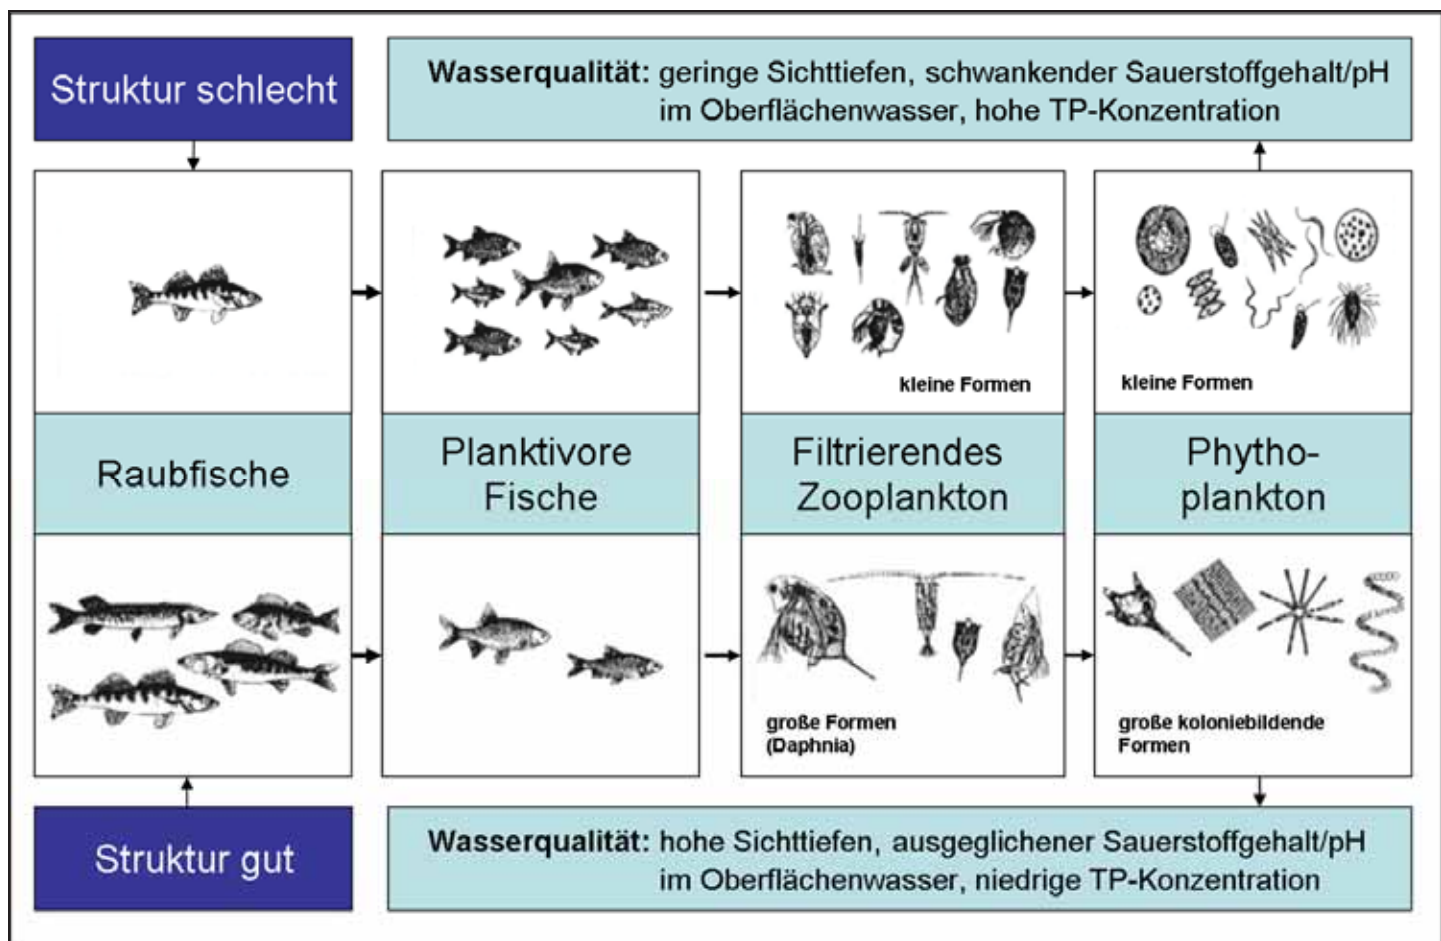 Struktur schlecht
Wasserqualität: geringe Sichttiefen, schwankender Sauerstoffgehalt/pH
im Oberflächenwasser, hohe TP-Konzentration
kleine Formen
kleine Formen
Raubfische
Planktivore
Fische
Filtrierendes
Zooplankton
Phytho-
plankton
große Formen
(Daphnia)
große koloniebildende
Formen
Struktur gut
Wasserqualität: hohe Sichttiefen, ausgeglichener Sauerstoffgehalt/pH
im Oberflächenwasser, niedrige TP-Konzentration